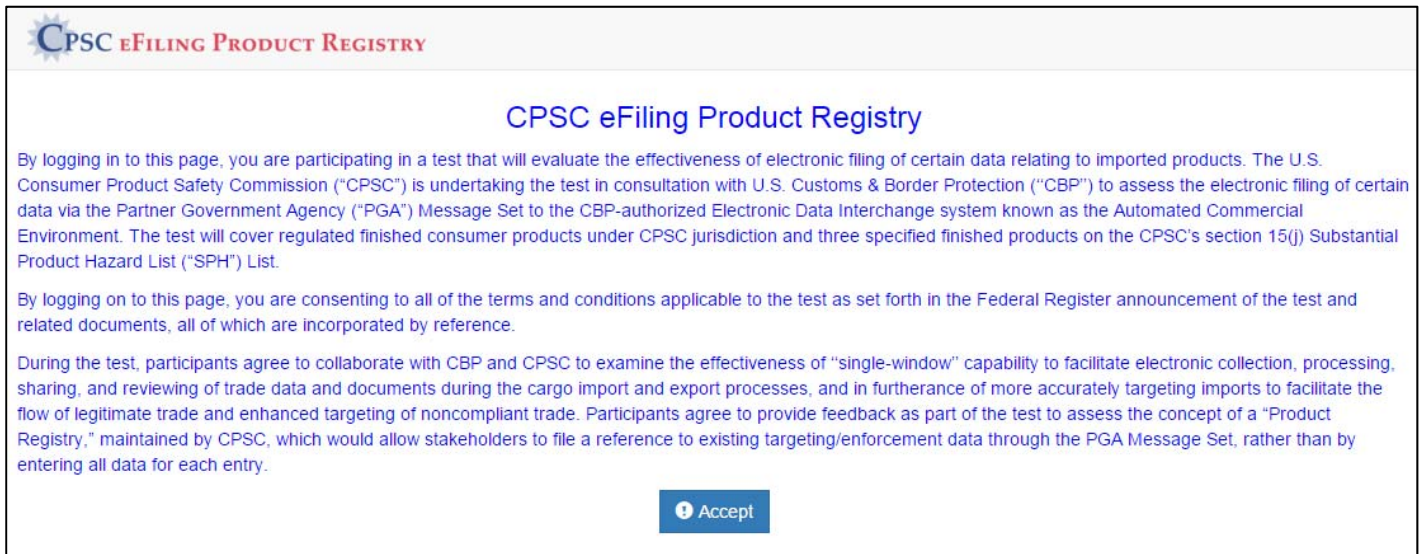 CPSC eFiling Product Registry
CPSC eFiling Product Registry
By logging in to this page, you are participating in a test that will evaluate the effectiveness of electronic filing of certain data relating to imported products. The U.S.
Consumer Product Safety Commission (“CPSC”) is undertaking the test in consultation with U.S. Customs & Border Protection (“CBP”) to assess the electronic filing of certain
data via the Partner Government Agency (“PGA”) Message Set to the CBP-authorized Electronic Data Interchange system known as the Automated Commercial
Environment. The test will cover regulated finished consumer products under CPSC jurisdiction and three specified finished products on the CPSC’s section 15(j) Substantial
Product Hazard List (“SPH”) List.
By logging on to this page, you are consenting to all of the terms and conditions applicable to the test as set forth in the Federal Register announcement of the test and
related documents, all of which are incorporated by reference.
During the test, participants agree to collaborate with CBP and CPSC to examine the effectiveness of “single-window” capability to facilitate electronic collection, processing,
sharing, and reviewing of trade data and documents during the cargo import and export processes, and in furtherance of more accurately targeting imports to facilitate the
flow of legitimate trade and enhanced targeting of noncompliant trade. Participants agree to provide feedback as part of the test to assess the concept of a “Product
Registry,” maintained by CPSC, which would allow stakeholders to file a reference to existing targeting/enforcement data through the PGA Message Set, rather than by
entering all data for each entry.
Accept